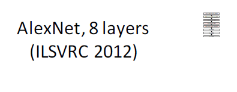 AlexNet, 8 layers
(ILSVRC 2012)